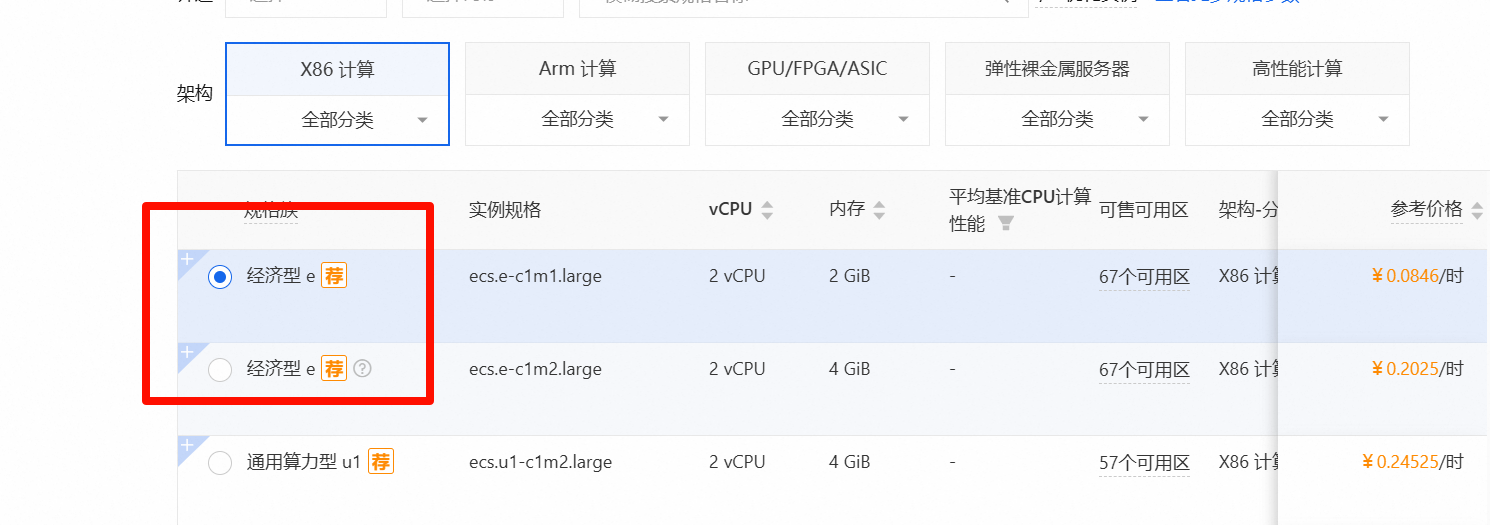 X86 计算
Arm 计算
GPU/FPGA/ASIC
弹性裸金属服务器
高性能计算
架构
全部分类
全部分类
全部分类
全部分类
全部分类
规格族
实例规格
vCPU
内存
平均基准CPU计算
性能
可售可用区
架构-分
参考价格
经济型 e 荐
ecs.e-c1m1.large
2 vCPU
2 GiB
-
67个可用区
X86 计算
¥ 0.0846/时
经济型 e 荐 ?
ecs.e-c1m2.large
2 vCPU
4 GiB
-
67个可用区
X86 计算
¥ 0.2025/时
通用算力型 u1 荐
ecs.u1-c1m2.large
2 vCPU
4 GiB
-
57个可用区
X86 计算
¥ 0.24525/时